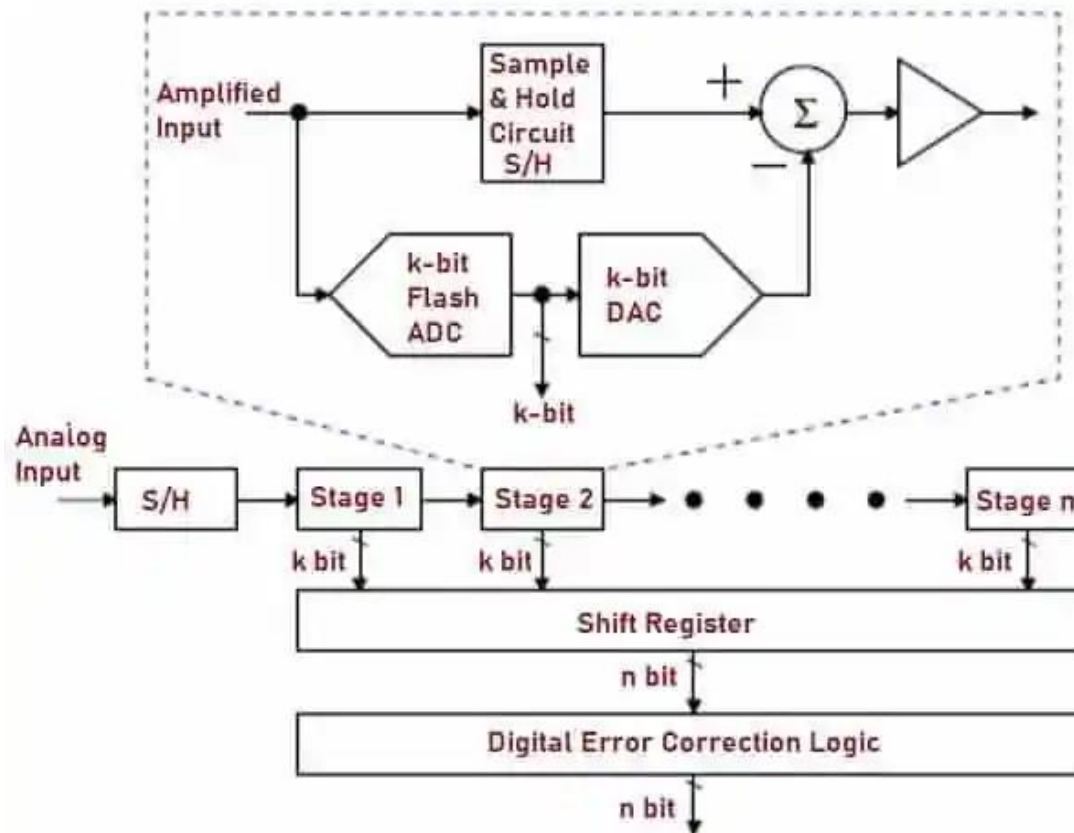 Sample
& Hold
Circuit
S/H
Amplified
Input
+
Σ
−
k-bit
Flash
ADC
k-bit
DAC
k-bit
Analog
Input
S/H
Stage 1
Stage 2
Stage n
k bit
k bit
k bit
Shift Register
n bit
Digital Error Correction Logic
n bit